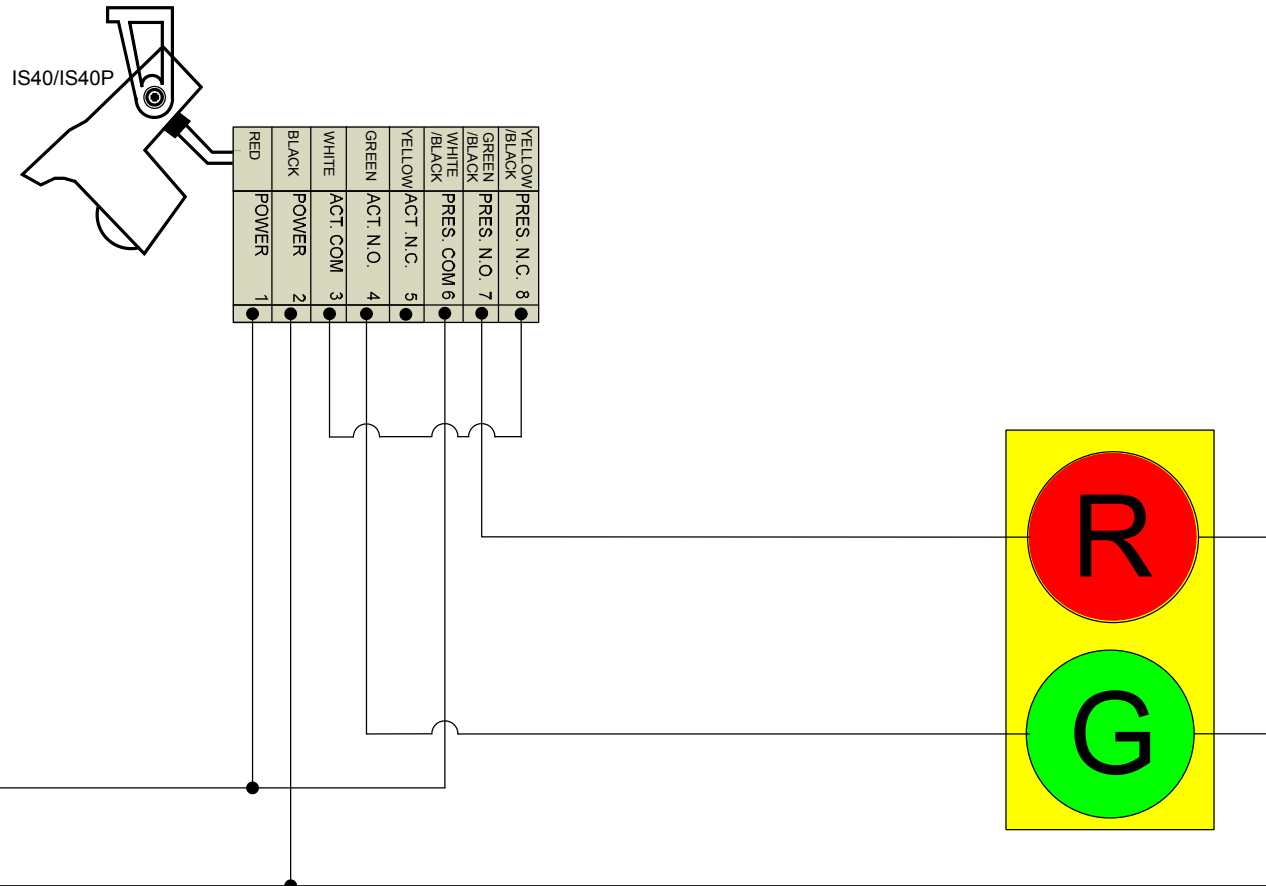 IS40/IS40P
RED
POWER 1
BLACK
POWER 2
WHITE
ACT. COM 3
GREEN
ACT. N.O. 4
YELLOW
ACT .N.C. 5
WHITE
/BLACK
PRES. COM 6
GREEN
/BLACK
PRES. N.O. 7
YELLOW
/BLACK
PRES. N.C. 8
R
G